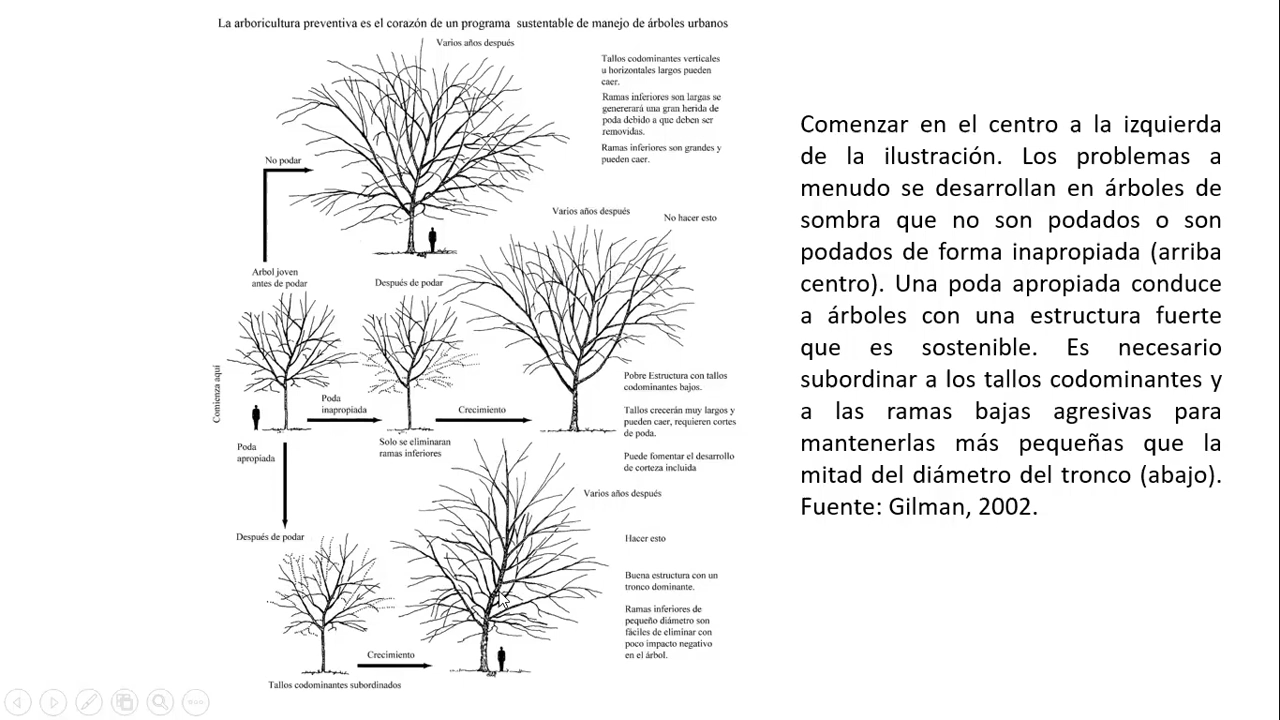 La arboricultura preventiva es el corazón de un programa sustentable de manejo de árboles urbanos
Varios años después
Tallos codominantes verticales
u horizontales largos pueden
caer.
Ramas inferiores son largas se
genererará una gran herida de
poda debido a que deben ser
removidas.
Ramas inferiores son grandes y
pueden caer.
No podar
Varios años después
No hacer esto
Arbol joven
antes de podar
Después de podar
Comienza aquí
Poda
inapropiada
Crecimiento
Pobre Estructura con tallos
codominantes bajos.
Tallos crecerán muy largos y
pueden caer, requieren cortes
de poda.
Puede fomentar el desarrollo
de corteza incluida
Solo se eliminaran
ramas inferiores
Poda
apropiada
Varios años después
Después de podar
Hacer esto
Buena estructura con un
tronco dominante.
Ramas inferiores de
pequeño diámetro son
fáciles de eliminar con
poco impacto negativo
en el árbol.
Crecimiento
Tallos codominantes subordinados
Comenzar en el centro a la izquierda
de la ilustración. Los problemas a
menudo se desarrollan en árboles de
sombra que no son podados o son
podados de forma inapropiada (arriba
centro). Una poda apropiada conduce
a árboles con una estructura fuerte
que es sostenible. Es necesario
subordinar a los tallos codominantes y
a las ramas bajas agresivas para
mantenerlas más pequeñas que la
mitad del diámetro del tronco (abajo).
Fuente: Gilman, 2002.